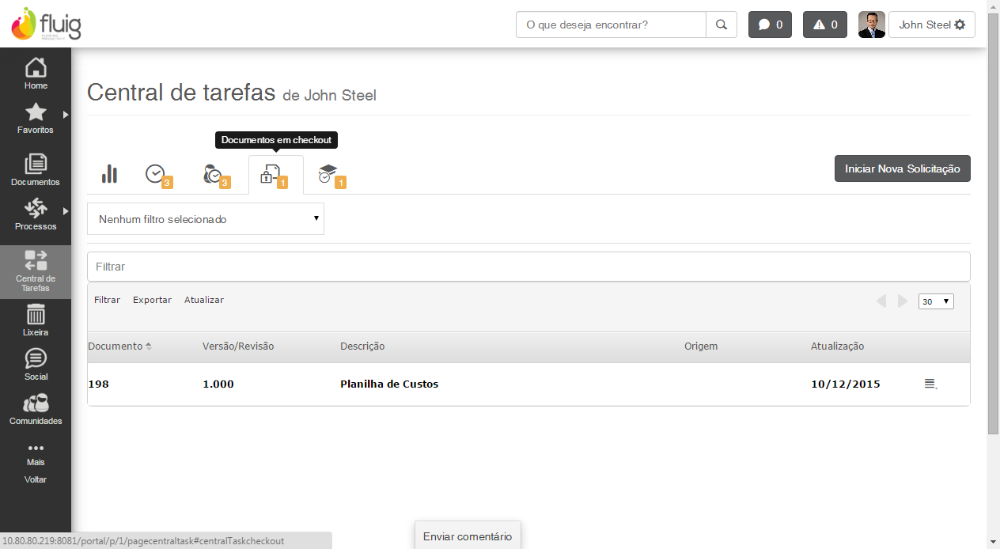 fluig
O que deseja encontrar?
0
0
John Steel
Home
Favoritos
Documentos
Processos
Central de
Tarefas
Lixeira
Social
Comunidades
Mais
Voltar
Central de tarefas de John Steel
Documentos em checkout
3
3
1
1
Iniciar Nova Solicitação
Nenhum filtro selecionado
Filtrar
Filtrar Exportar Atualizar
30
Documento Versão/Revisão Descrição Origem Atualização
198 1.000 Planilha de Custos 10/12/2015
10.80.80.219:8081/portal/p/1/pagecentraltask#centralTaskcheckout
Enviar comentário